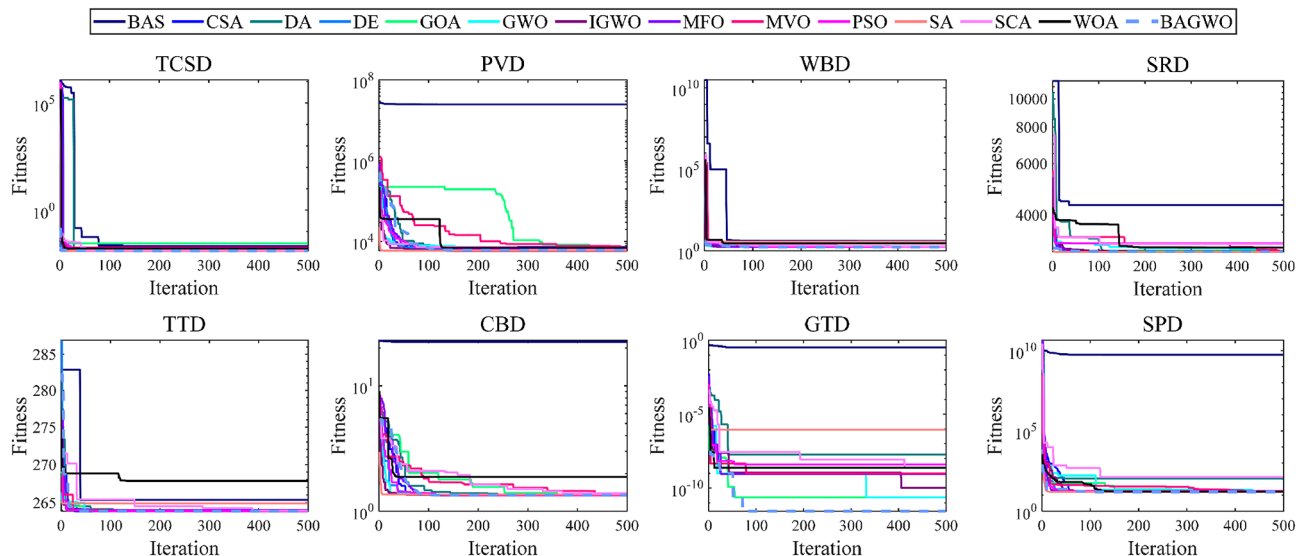 BAS CSA DA DE GOA GWO IGWO MFO MVO PSO SA SCA WOA BAGWO
TCSD PVD WBD SRD
Fitness 10^5 10^0
0 100 200 300 400 500
Iteration
Fitness 10^8 10^6 10^4
0 100 200 300 400 500
Iteration
Fitness 10^10 10^5 10^0
0 100 200 300 400 500
Iteration
Fitness 10000 8000 6000 4000
0 100 200 300 400 500
Iteration
TTD CBD GTD SPD
Fitness 285 280 275 270 265
0 100 200 300 400 500
Iteration
Fitness 10^1 10^0
0 100 200 300 400 500
Iteration
Fitness 10^0 10^-5 10^-10
0 100 200 300 400 500
Iteration
Fitness 10^10 10^5 10^0
0 100 200 300 400 500
Iteration